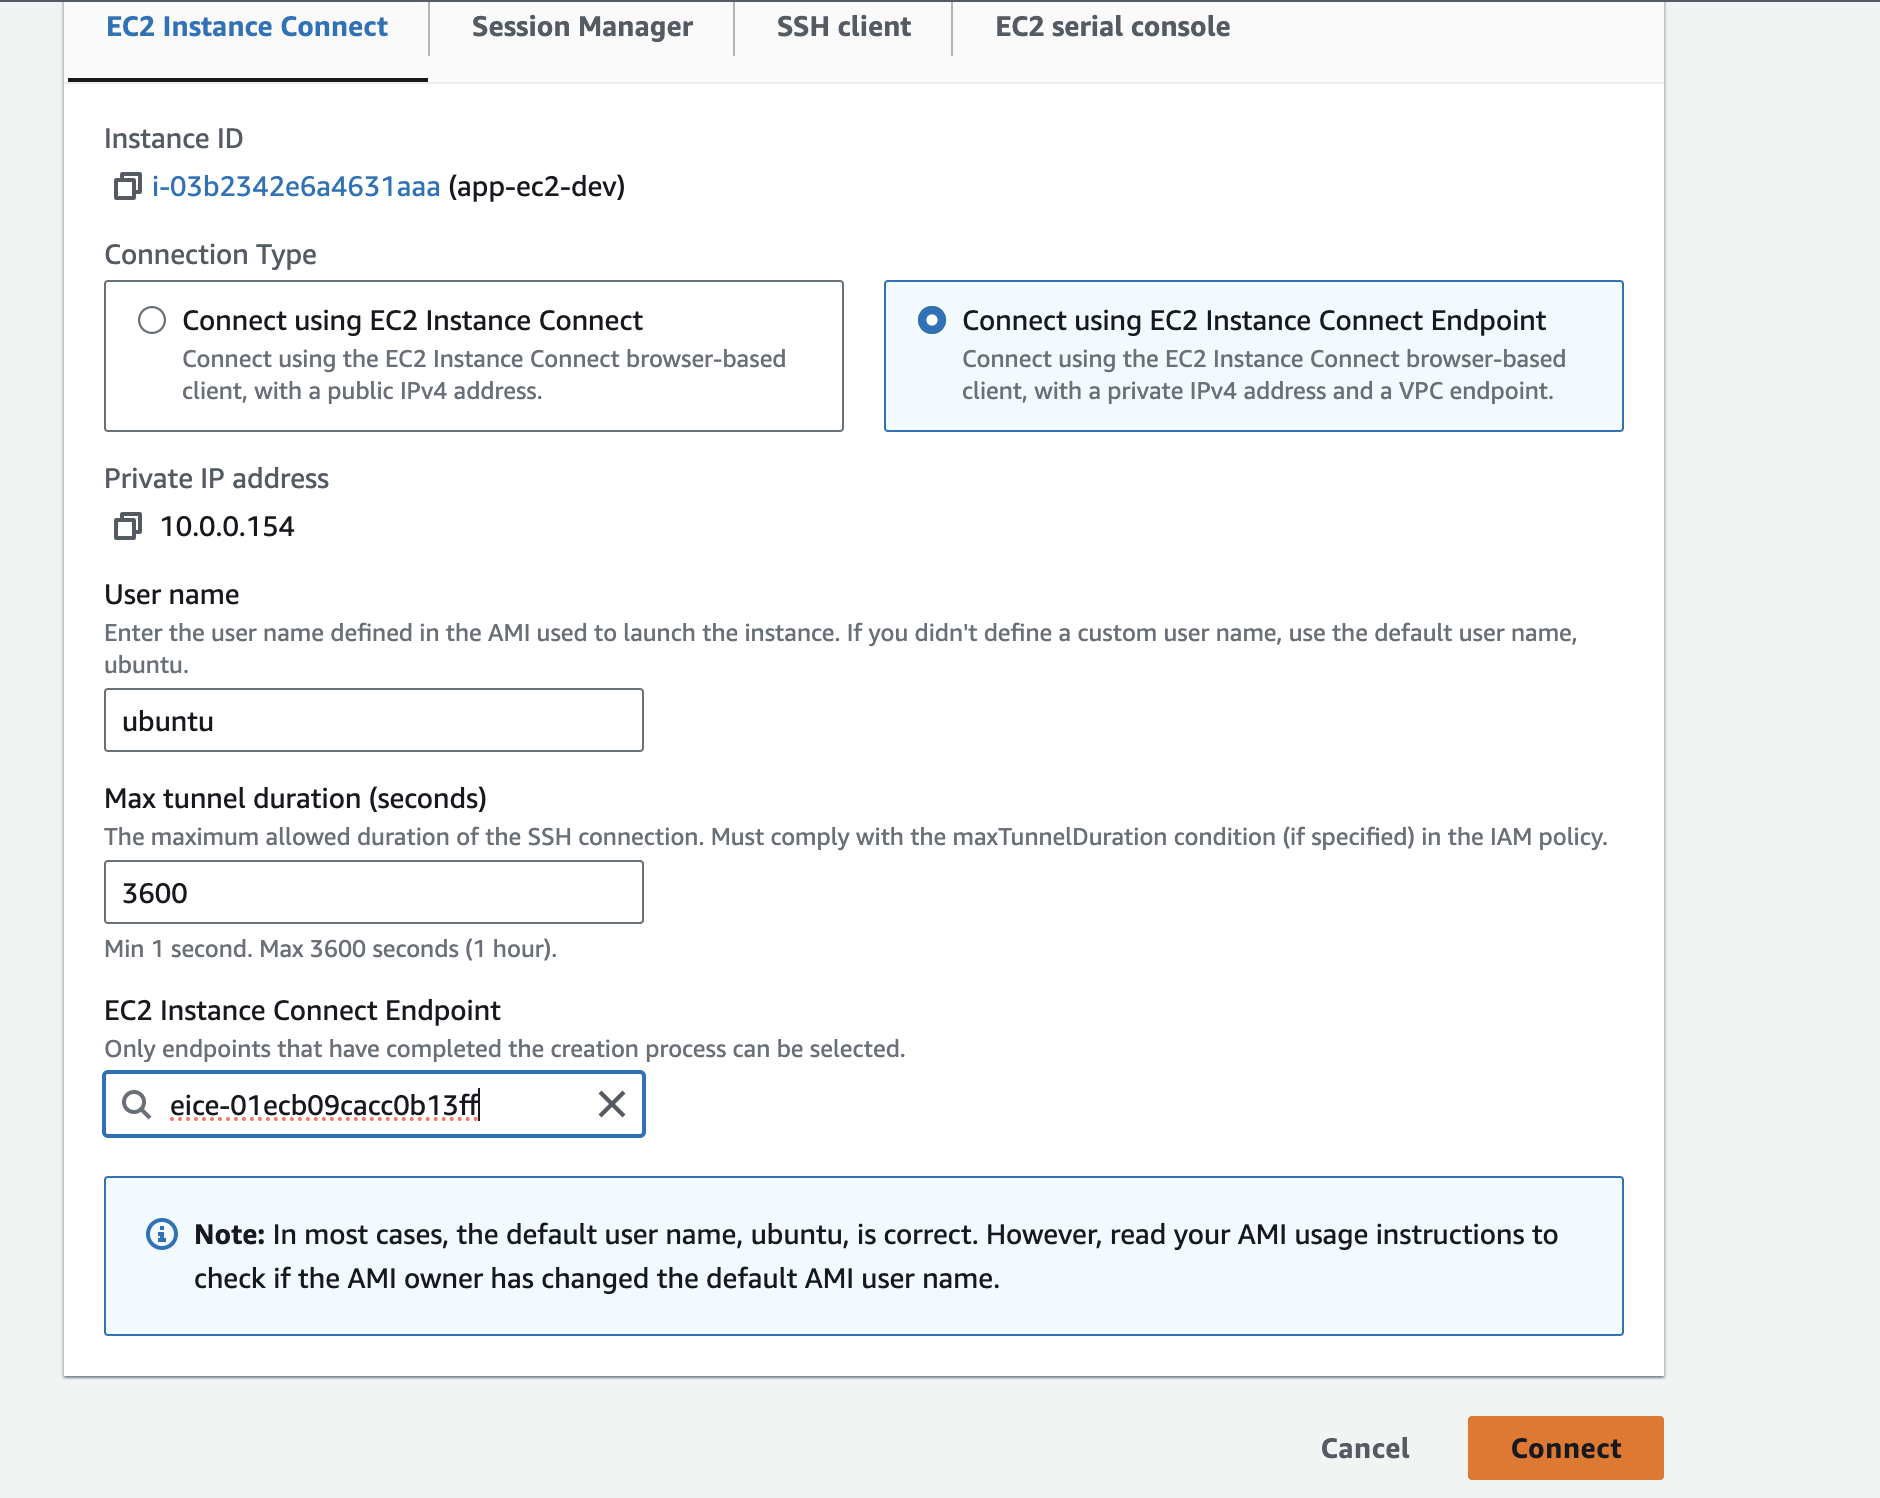 EC2 Instance Connect
Session Manager
SSH client
EC2 serial console
Instance ID
i-03b2342e6a4631aaa (app-ec2-dev)
Connection Type
Connect using EC2 Instance Connect
Connect using the EC2 Instance Connect browser-based
client, with a public IPv4 address.
Connect using EC2 Instance Connect Endpoint
Connect using the EC2 Instance Connect browser-based
client, with a private IPv4 address and a VPC endpoint.
Private IP address
10.0.0.154
User name
Enter the user name defined in the AMI used to launch the instance. If you didn't define a custom user name, use the default user name,
ubuntu.
ubuntu
Max tunnel duration (seconds)
The maximum allowed duration of the SSH connection. Must comply with the maxTunnelDuration condition (if specified) in the IAM policy.
3600
Min 1 second. Max 3600 seconds (1 hour).
EC2 Instance Connect Endpoint
Only endpoints that have completed the creation process can be selected.
eice-01ecb09cacc0b13ff
Note: In most cases, the default user name, ubuntu, is correct. However, read your AMI usage instructions to
check if the AMI owner has changed the default AMI user name.
Cancel
Connect